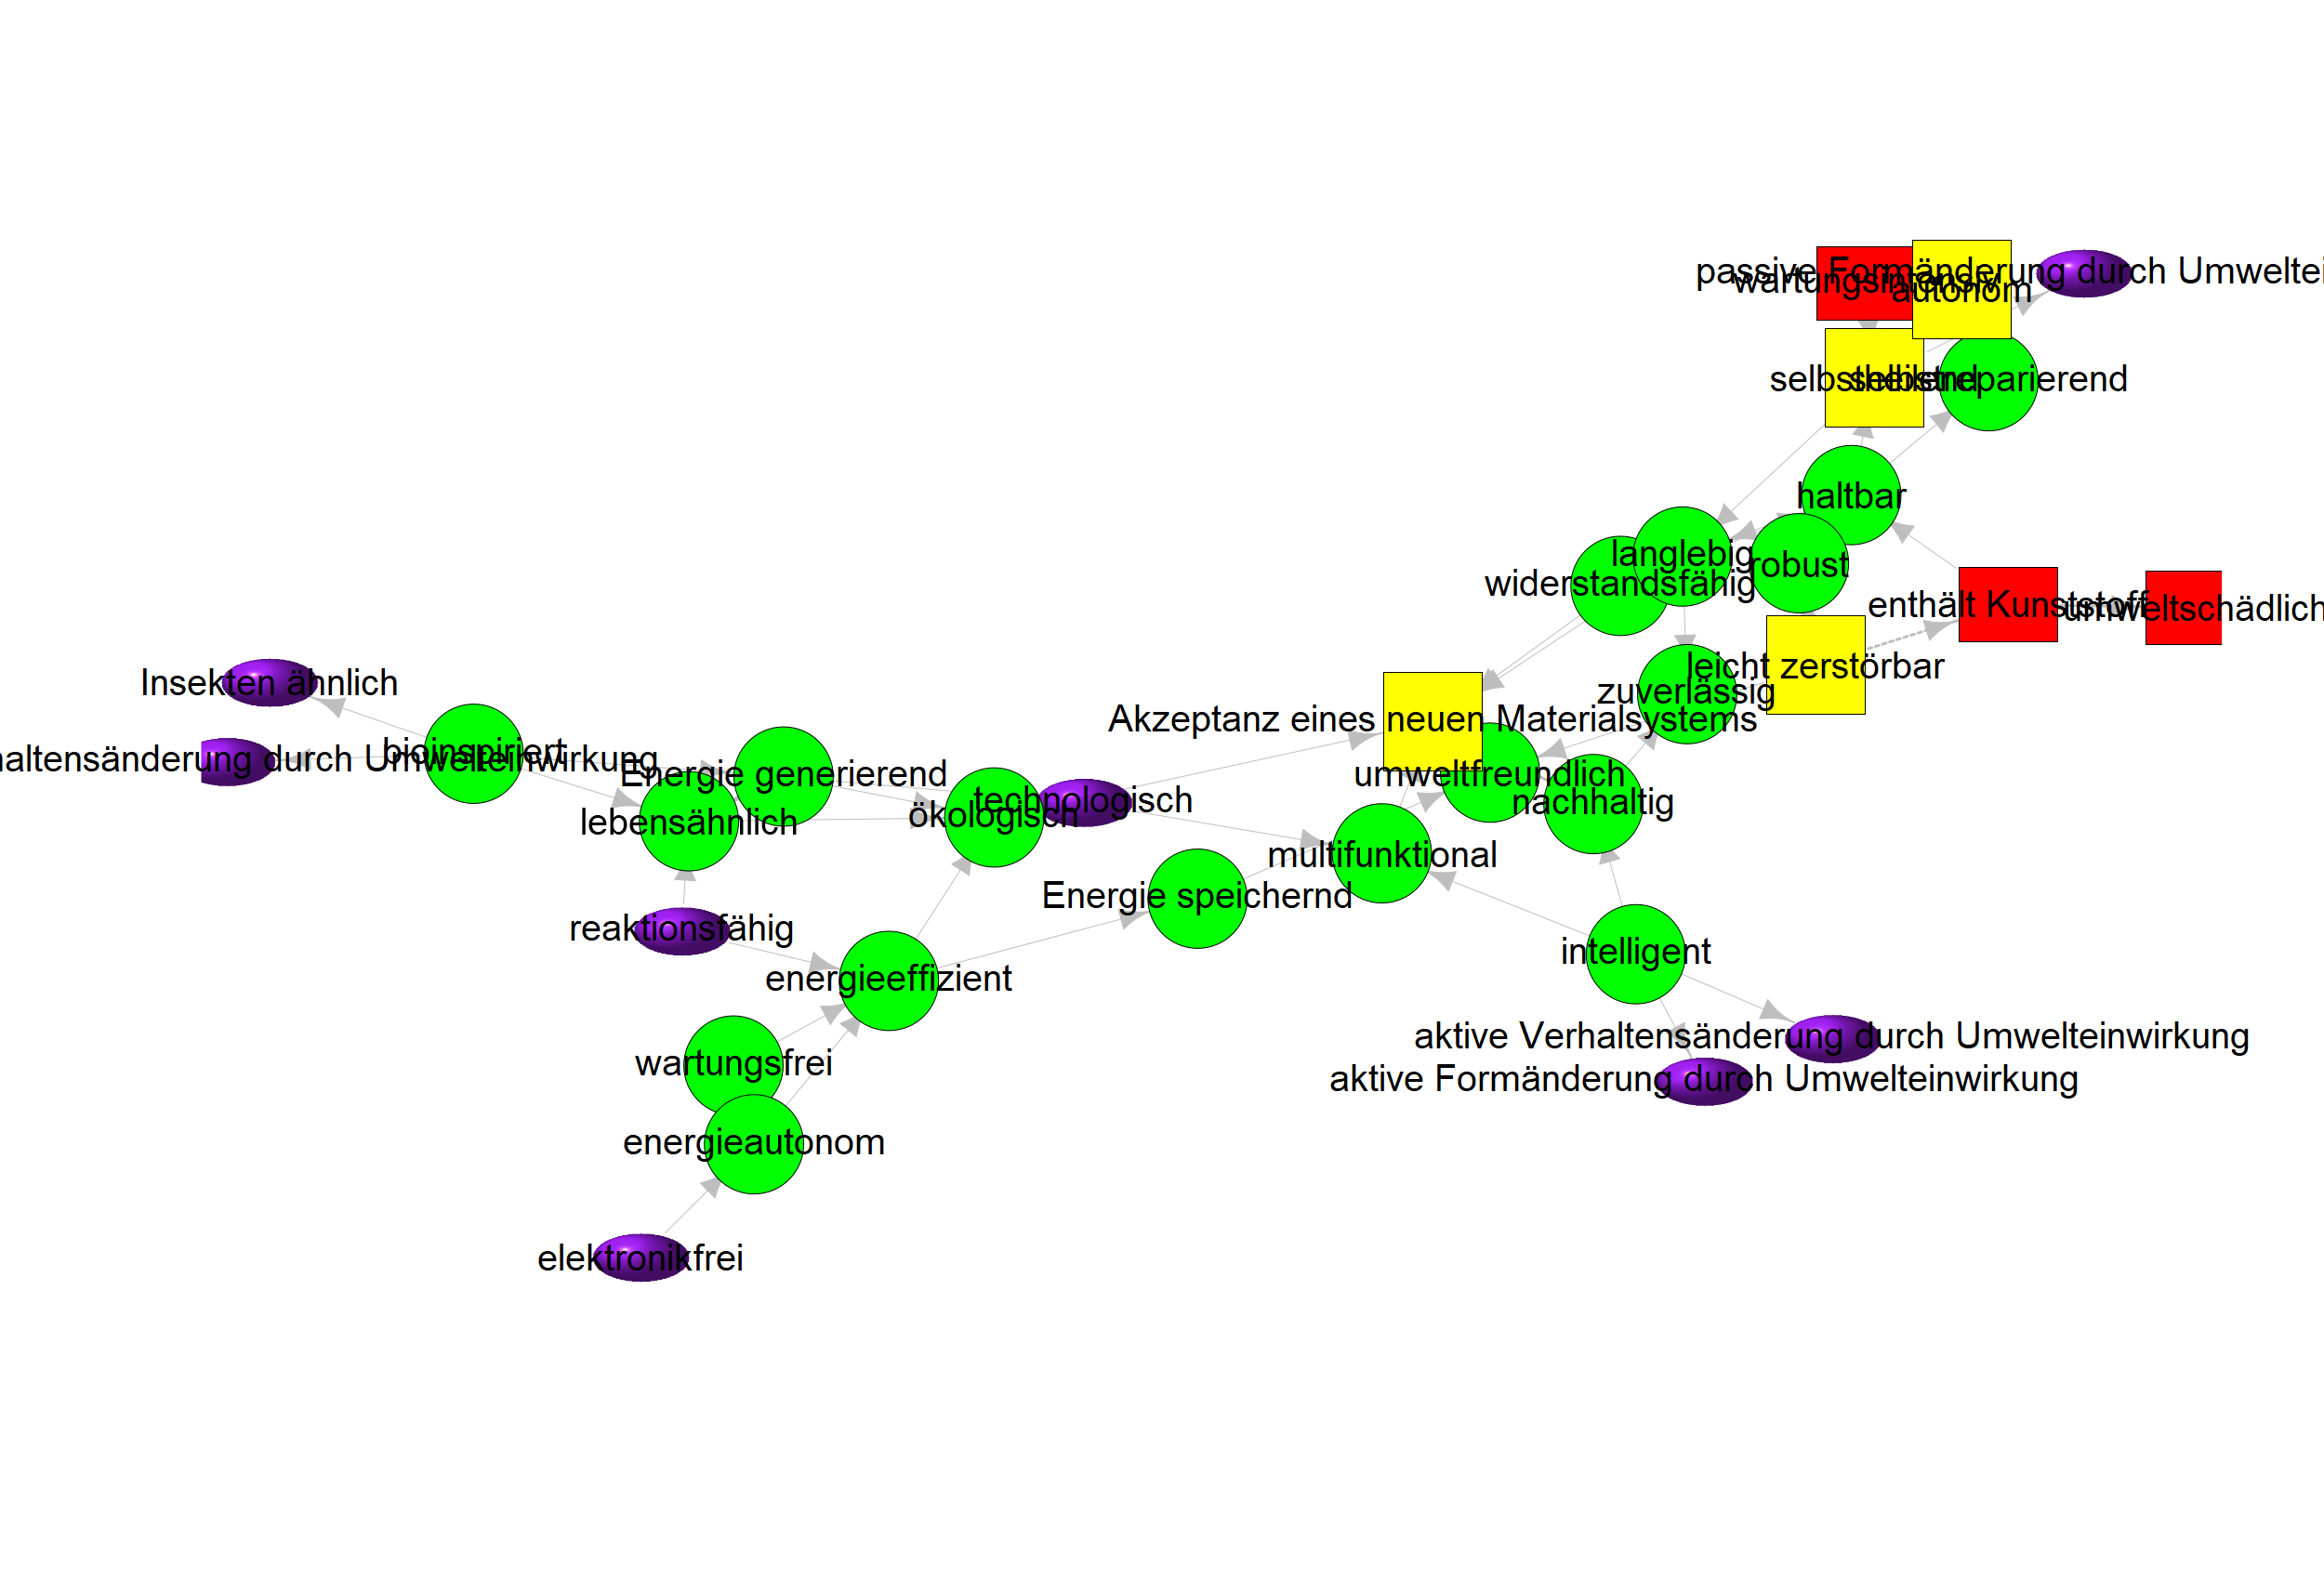 passive Formänderung durch Umweltei
wartungsintensiv
autonom
selbstheilend
selbstreparierend
haltbar
langlebig
robust
widerstandsfähig
enthält Kunststoff
umweltschädlich
leicht zerstörbar
zuverlässig
Insekten ähnlich
Akzeptanz eines neuen Materialsystems
bioinspiriert
haltensänderung durch Umwelteinwirkung
Energie generierend
umweltfreundlich
technologisch
nachhaltig
ökologisch
lebensähnlich
multifunktional
Energie speichernd
reaktionsfähig
intelligent
energieeffizient
aktive Verhaltensänderung durch Umwelteinwirkung
wartungsfrei
aktive Formänderung durch Umwelteinwirkung
energieautonom
elektronikfrei